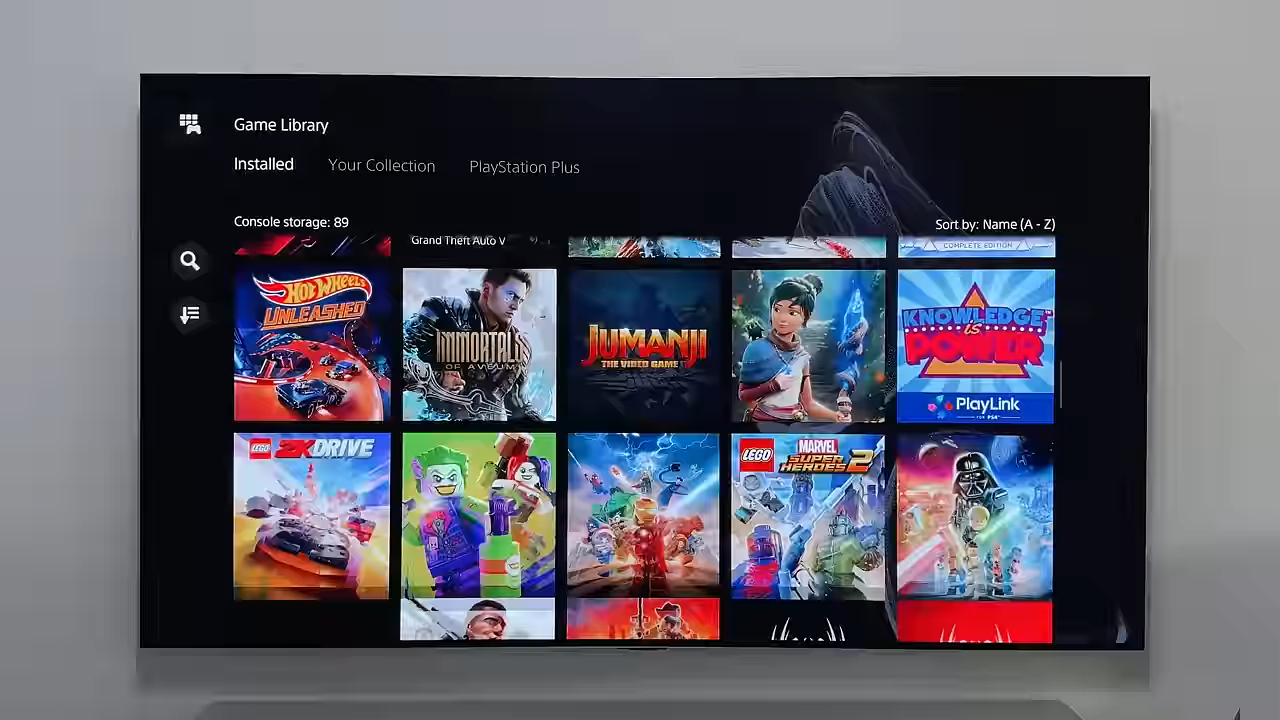 Game Library
Installed
Your Collection
PlayStation Plus
Console storage: 89
Sort by: Name (A - Z)
Grand Theft Auto V
COMPLETE EDITION
HOT WHEELS
UNLEASHED
IMMORTALS
OF AVEUM
JUMANJI
THE VIDEO GAME
KNOWLEDGE
IS
POWER
PlayLink
FOR PS4
LEGO 2K DRIVE
LEGO
MARVEL
SUPER
HEROES 2